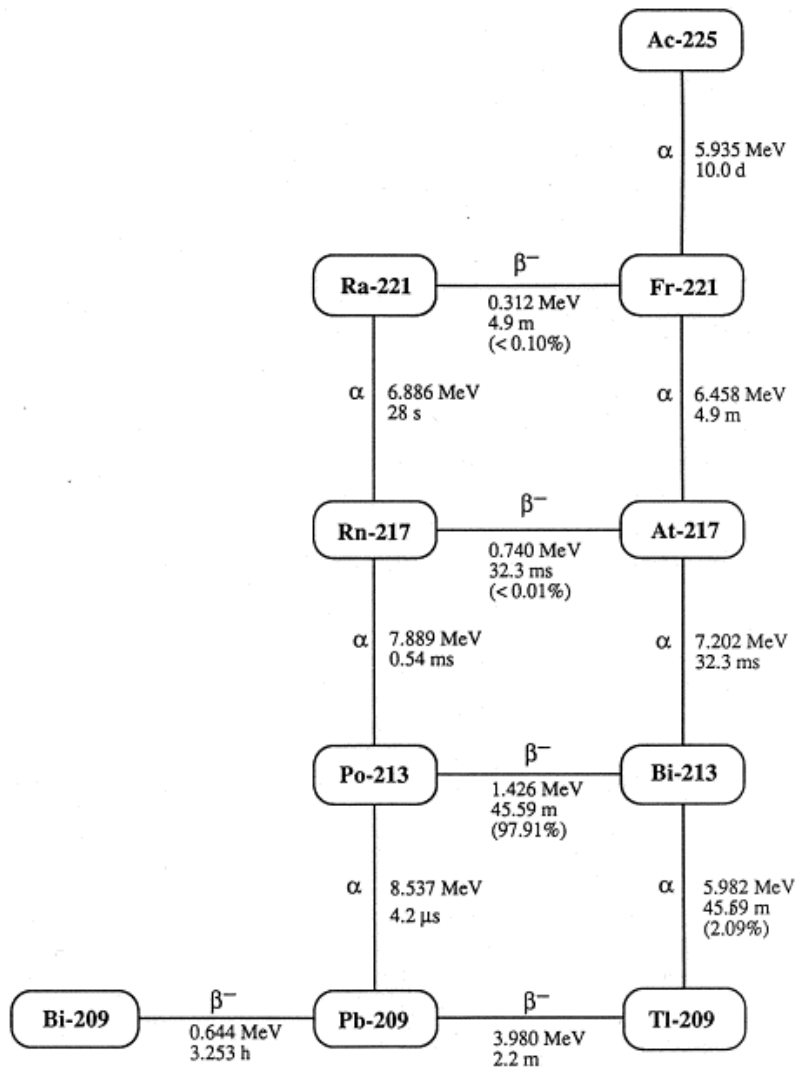 Ac-225
α
5.935 MeV
10.0 d
Ra-221
β⁻
Fr-221
0.312 MeV
4.9 m
(< 0.10%)
α
6.886 MeV
28 s
α
6.458 MeV
4.9 m
Rn-217
β⁻
At-217
0.740 MeV
32.3 ms
(< 0.01%)
α
7.889 MeV
0.54 ms
α
7.202 MeV
32.3 ms
Po-213
β⁻
Bi-213
1.426 MeV
45.59 m
(97.91%)
α
8.537 MeV
4.2 μs
α
5.982 MeV
45.59 m
(2.09%)
Bi-209
β⁻
Pb-209
β⁻
Tl-209
0.644 MeV
3.253 h
3.980 MeV
2.2 m